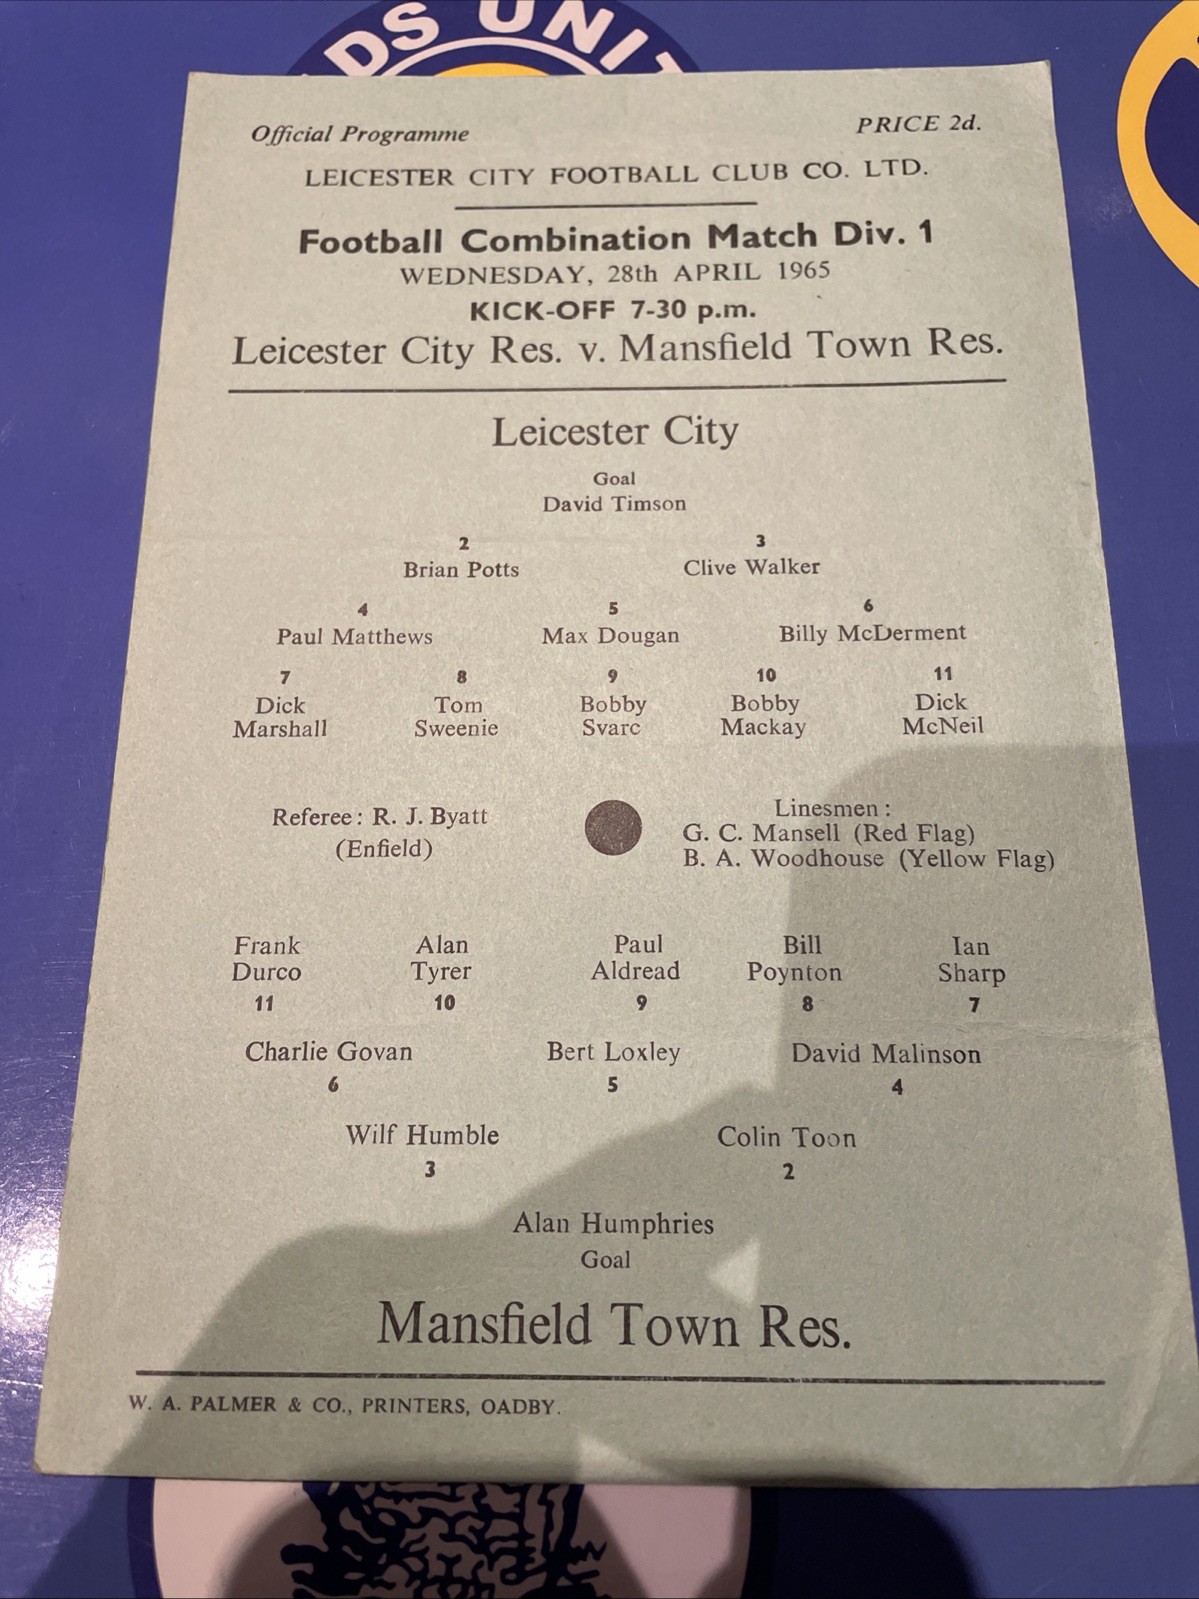 DS UNIT
Official Programme PRICE 2d.
LEICESTER CITY FOOTBALL CLUB CO. LTD.
Football Combination Match Div. 1
WEDNESDAY, 28th APRIL 1965
KICK-OFF 7-30 p.m.
Leicester City Res. v. Mansfield Town Res.
Leicester City
Goal
David Timson
2 3
Brian Potts Clive Walker
4 5 6
Paul Matthews Max Dougan Billy McDerment
7 8 9 10 11
Dick Tom Bobby Bobby Dick
Marshall Sweenie Svarc Mackay McNeil
Referee: R. J. Byatt
(Enfield)
Linesmen:
G. C. Mansell (Red Flag)
B. A. Woodhouse (Yellow Flag)
Frank Alan Paul Bill Ian
Durco Tyrer Aldread Poynton Sharp
11 10 9 8 7
Charlie Govan Bert Loxley David Malinson
6 5 4
Wilf Humble Colin Toon
3 2
Alan Humphries
Goal
Mansfield Town Res.
W. A. PALMER & CO., PRINTERS, OADBY.